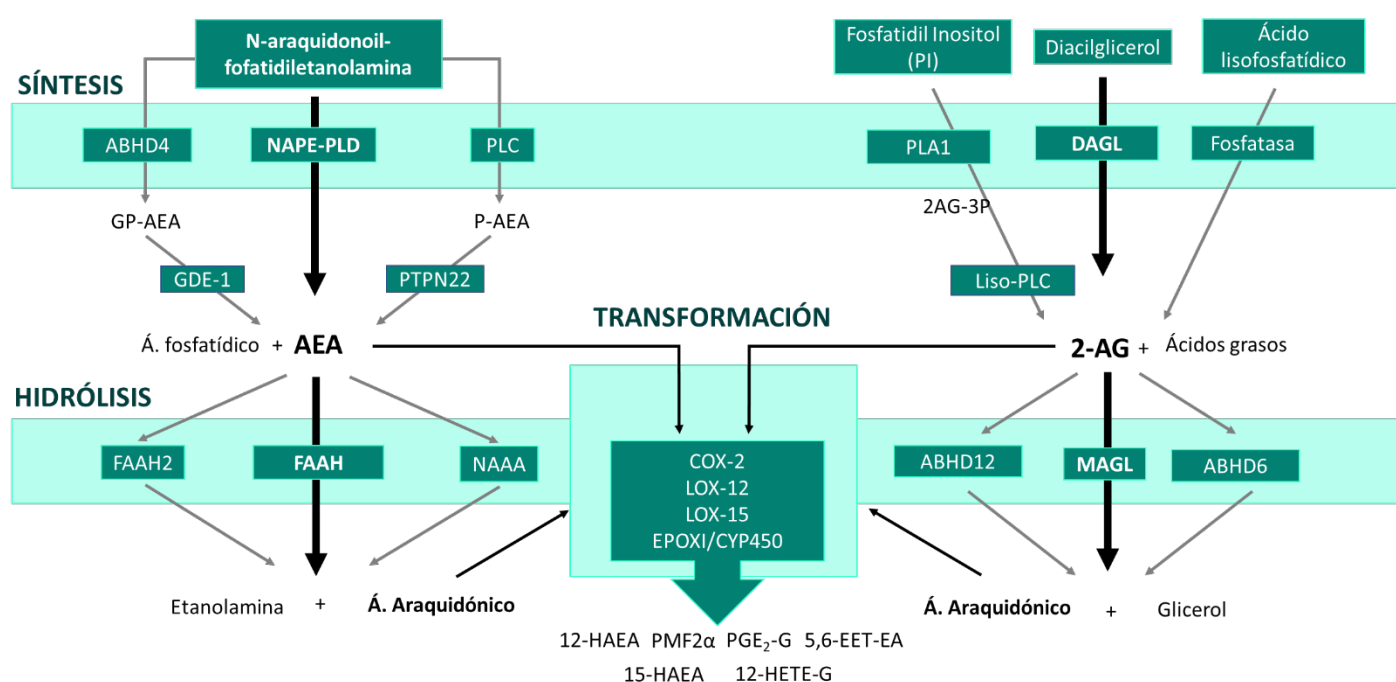 N-araquidonoil-
fofatidiletanolamina
Fosfatidil Inositol
(PI)
Diacilglicerol
Ácido
lisofosfatídico
SÍNTESIS
ABHD4
NAPE-PLD
PLC
PLA1
DAGL
Fosfatasa
GP-AEA
P-AEA
2AG-3P
GDE-1
PTPN22
Liso-PLC
TRANSFORMACIÓN
Á. fosfatídico + AEA
2-AG + Ácidos grasos
HIDRÓLISIS
FAAH2
FAAH
NAAA
COX-2
LOX-12
LOX-15
EPOXI/CYP450
ABHD12
MAGL
ABHD6
Etanolamina + Á. Araquidónico
Á. Araquidónico + Glicerol
12-HAEA PMF2α PGE₂-G 5,6-EET-EA
15-HAEA 12-HETE-G